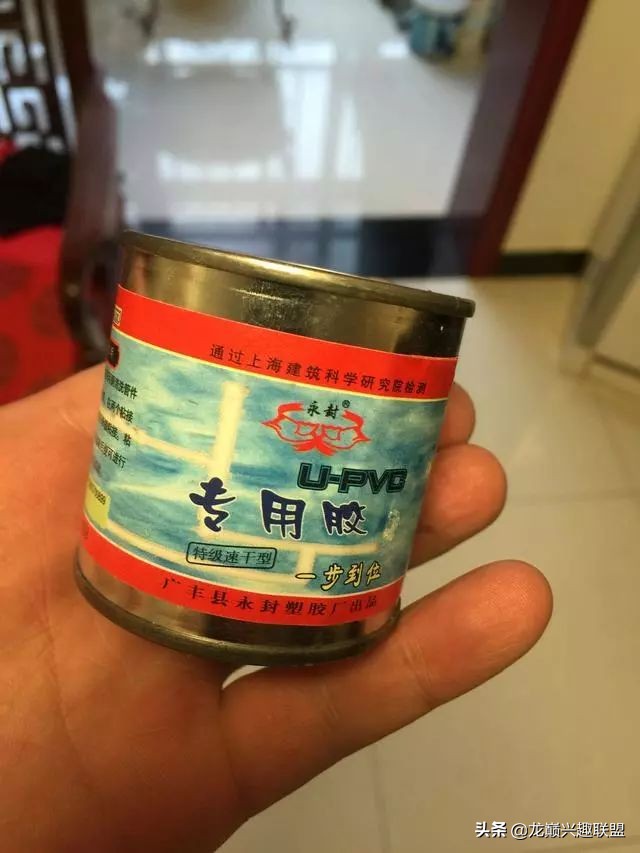 通过上海建筑科学研究院检测
永封®
U-PVC
专用胶
特级速干型
一步到位
广丰县永封塑胶厂出品
头条 @龙巅兴趣联盟